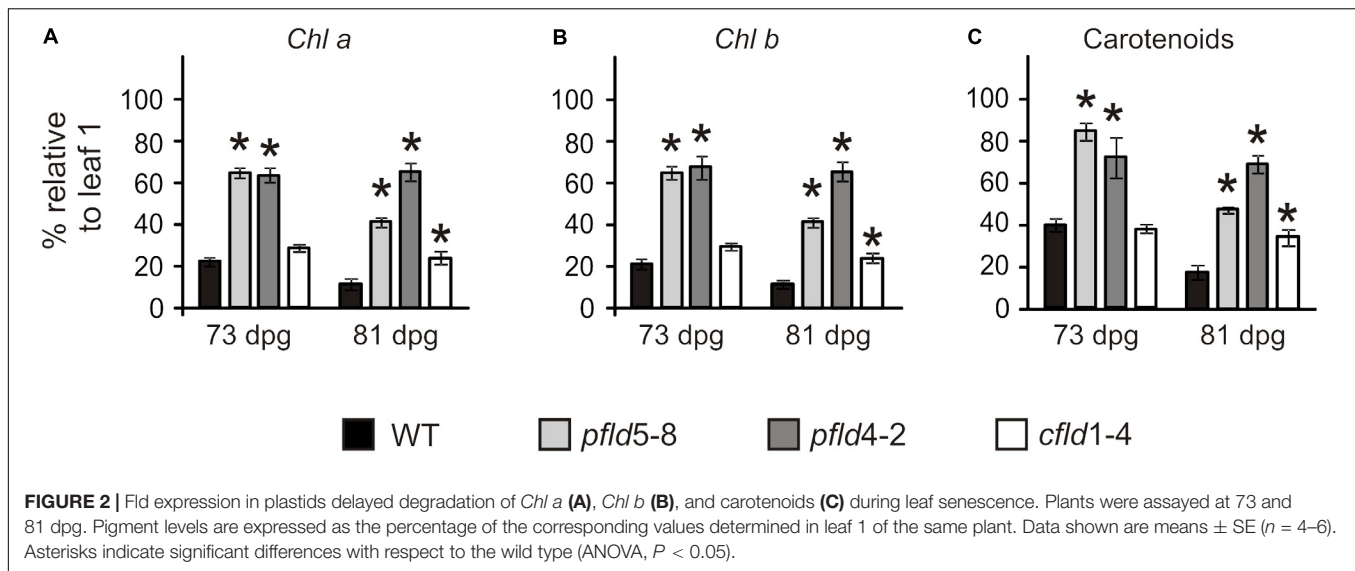 A Chl a
B Chl b
C Carotenoids
% relative
to leaf 1
100
80
60
40
20
0
* * * * *
73 dpg 81 dpg
100
80
60
40
20
0
* * * * *
73 dpg 81 dpg
100
80
60
40
20
0
* * * * *
73 dpg 81 dpg
WT pfld5-8 pfld4-2 cfld1-4
FIGURE 2 | Fld expression in plastids delayed degradation of Chl a (A), Chl b (B), and carotenoids (C) during leaf senescence. Plants were assayed at 73 and
81 dpg. Pigment levels are expressed as the percentage of the corresponding values determined in leaf 1 of the same plant. Data shown are means ± SE (n = 4–6).
Asterisks indicate significant differences with respect to the wild type (ANOVA, P < 0.05).